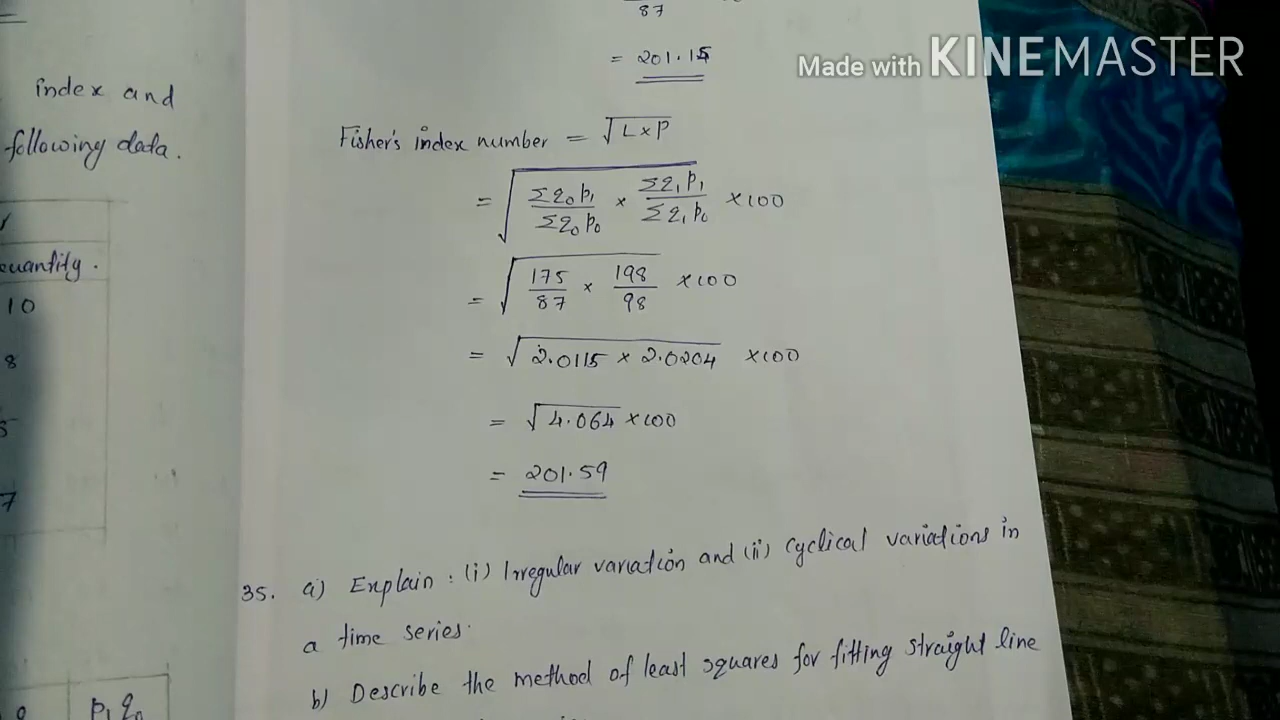 index and
following data.
quantity.
10
8
5
7
P₁ q₀
87
= 201.15
Made with KINEMASTER
Fisher's index number = √L×P
= √Σq₀p₁/Σq₀p₀ × Σq₁p₁/Σq₁p₀ ×100
= √175/87 × 198/98 ×100
= √2.0115 × 2.0204 ×100
= √4.064 ×100
= 201.59
35. a) Explain : (i) Irregular variation and (ii) Cyclical variations in
a time series.
b) Describe the method of least squares for fitting straight line